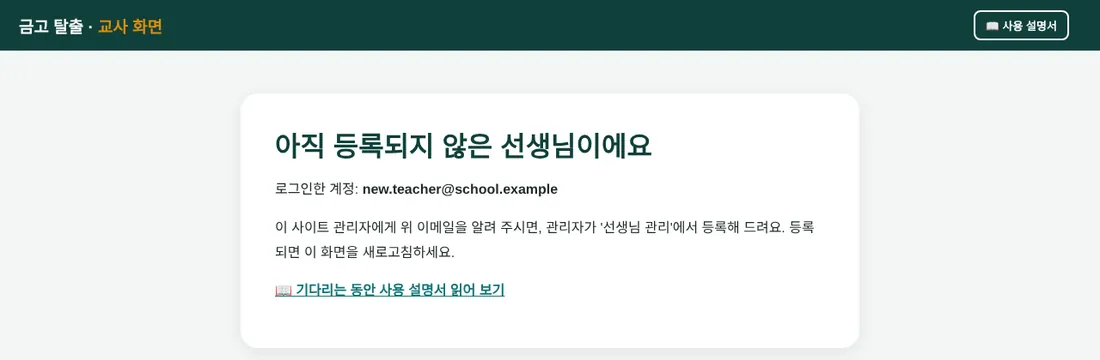 금고 탈출 · 교사 화면
📖 사용 설명서
아직 등록되지 않은 선생님이에요
로그인한 계정: new.teacher@school.example
이 사이트 관리자에게 위 이메일을 알려 주시면, 관리자가 '선생님 관리'에서 등록해 드려요. 등록
되면 이 화면을 새로고침하세요.
📖 기다리는 동안 사용 설명서 읽어 보기